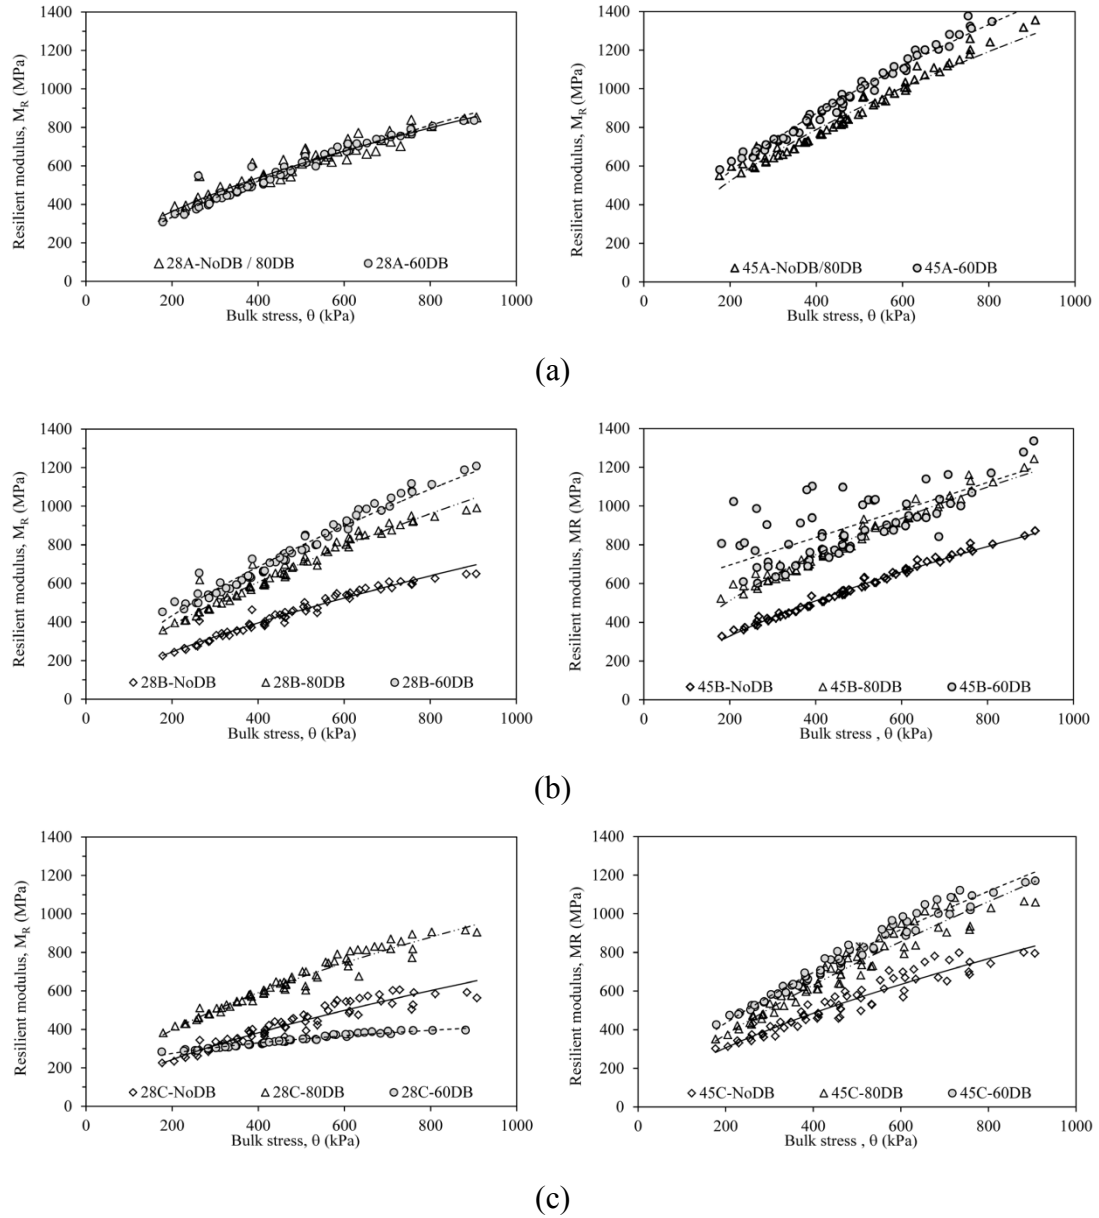 1400
1200
1000
800
600
400
200
0
Resilient modulus, M_R (MPa)
28A-NoDB / 80DB 28A-60DB
0 200 400 600 800 1000
Bulk stress, θ (kPa)
1400
1200
1000
800
600
400
200
0
Resilient modulus, M_R (MPa)
45A-NoDB/80DB 45A-60DB
0 200 400 600 800 1000
Bulk stress, θ (kPa)
(a)
1400
1200
1000
800
600
400
200
0
Resilient modulus, M_R (MPa)
28B-NoDB 28B-80DB 28B-60DB
0 200 400 600 800 1000
Bulk stress, θ (kPa)
1400
1200
1000
800
600
400
200
0
Resilient modulus, MR (MPa)
45B-NoDB 45B-80DB 45B-60DB
0 200 400 600 800 1000
Bulk stress , θ (kPa)
(b)
1400
1200
1000
800
600
400
200
0
Resilient modulus, M_R (MPa)
28C-NoDB 28C-80DB 28C-60DB
0 200 400 600 800 1000
Bulk stress, θ (kPa)
1400
1200
1000
800
600
400
200
0
Resilient modulus, MR (MPa)
45C-NoDB 45C-80DB 45C-60DB
0 200 400 600 800 1000
Bulk stress , θ (kPa)
(c)